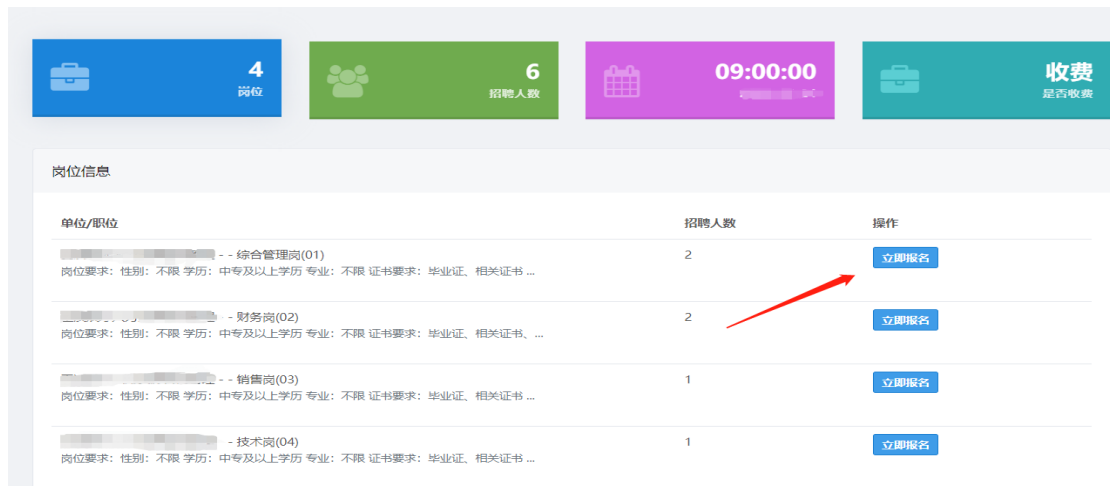 4
岗位
6
招聘人数
09:00:00
收费
是否收费
岗位信息
单位/职位 招聘人数 操作
- - 综合管理岗(01) 2 立即报名
岗位要求：性别：不限 学历：中专及以上学历 专业：不限 证书要求：毕业证、相关证书 ...
- - 财务岗(02) 2 立即报名
岗位要求：性别：不限 学历：中专及以上学历 专业：不限 证书要求：毕业证、相关证书、...
- - 销售岗(03) 1 立即报名
岗位要求：性别：不限 学历：中专及以上学历 专业：不限 证书要求：毕业证、相关证书 ...
- 技术岗(04) 1 立即报名
岗位要求：性别：不限 学历：中专及以上学历 专业：不限 证书要求：毕业证、相关证书 ...